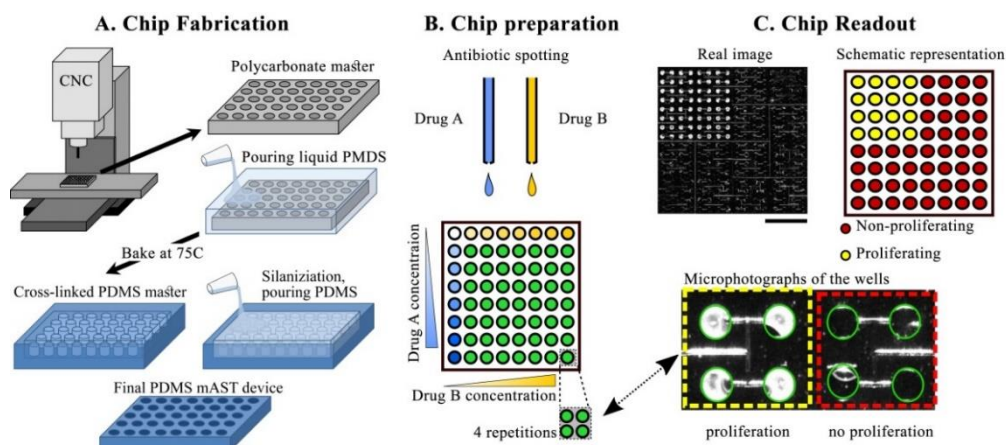 A. Chip Fabrication
CNC
Polycarbonate master
Pouring liquid PMDS
Bake at 75C
Cross-linked PDMS master
Silaniziation,
pouring PDMS
Final PDMS mAST device
B. Chip preparation
Antibiotic spotting
Drug A
Drug B
Drug A concentraion
Drug B concentration
4 repetitions
C. Chip Readout
Real image
Schematic representation
Non-proliferating
Proliferating
Microphotographs of the wells
proliferation
no proliferation